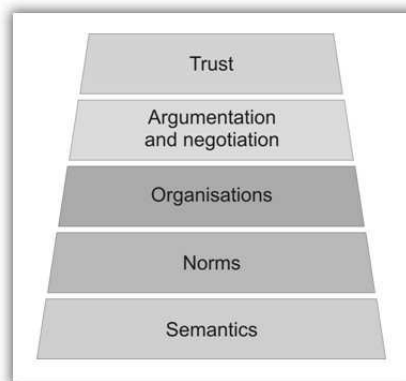 Trust
Argumentation
and negotiation
Organisations
Norms
Semantics